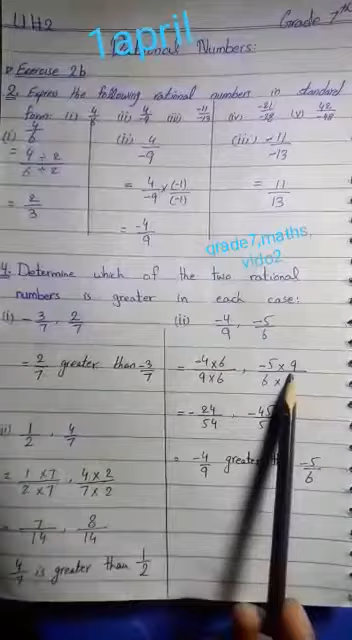 Grade 7th
UH2
1april
Rational Numbers:
Exercise 2b
2. Express the following rational numbers in standard
form: (i) 4/6 (ii) 4/-9 (iii) -11/-13 (iv) -21/-28 (v) 42/-48
(i) 4/6
= 4 ÷ 2 / 6 ÷ 2
= 2/3
(ii) 4/-9
= 4/-9 × (-1)/(-1)
= -4/9
(iii) -11/-13
= 11/13
grade7,maths,
vido2
4. Determine which of the two rational
numbers is greater in each case:
(i) -3/7, 2/7
= 2/7 greater than -3/7
1/2, 4/7
= 1×7/2×7, 4×2/7×2
= 7/14, 8/14
4/7 is greater than 1/2
(ii) -4/9, -5/6
= -4×6/9×6, -5×9/6×
= -24/54, -45/
= -4/9 greater -5/6